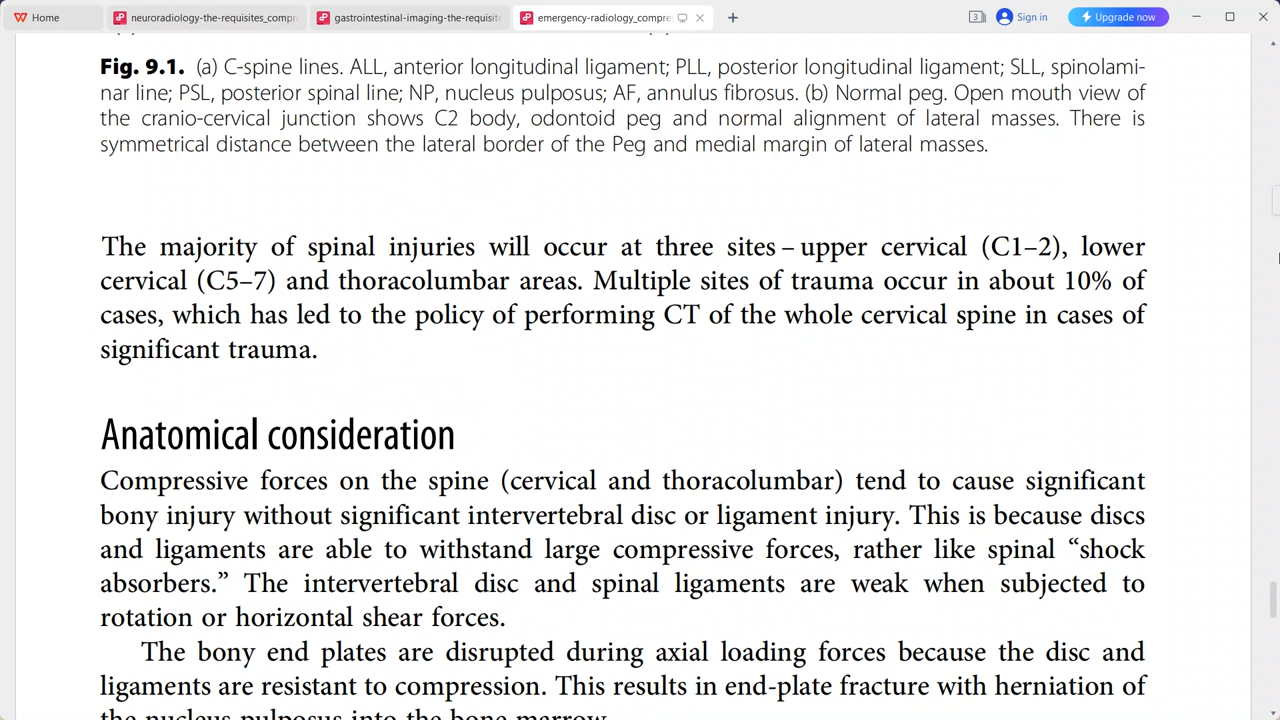 Home
neuroradiology-the-requisites_compre
gastrointestinal-imaging-the-requisite
emergency-radiology_compre
3
Sign in
Upgrade now
Fig. 9.1. (a) C-spine lines. ALL, anterior longitudinal ligament; PLL, posterior longitudinal ligament; SLL, spinolami-
nar line; PSL, posterior spinal line; NP, nucleus pulposus; AF, annulus fibrosus. (b) Normal peg. Open mouth view of
the cranio-cervical junction shows C2 body, odontoid peg and normal alignment of lateral masses. There is
symmetrical distance between the lateral border of the Peg and medial margin of lateral masses.
The majority of spinal injuries will occur at three sites – upper cervical (C1–2), lower
cervical (C5–7) and thoracolumbar areas. Multiple sites of trauma occur in about 10% of
cases, which has led to the policy of performing CT of the whole cervical spine in cases of
significant trauma.
Anatomical consideration
Compressive forces on the spine (cervical and thoracolumbar) tend to cause significant
bony injury without significant intervertebral disc or ligament injury. This is because discs
and ligaments are able to withstand large compressive forces, rather like spinal “shock
absorbers.” The intervertebral disc and spinal ligaments are weak when subjected to
rotation or horizontal shear forces.
The bony end plates are disrupted during axial loading forces because the disc and
ligaments are resistant to compression. This results in end-plate fracture with herniation of
the nucleus pulposus into the bone marrow.